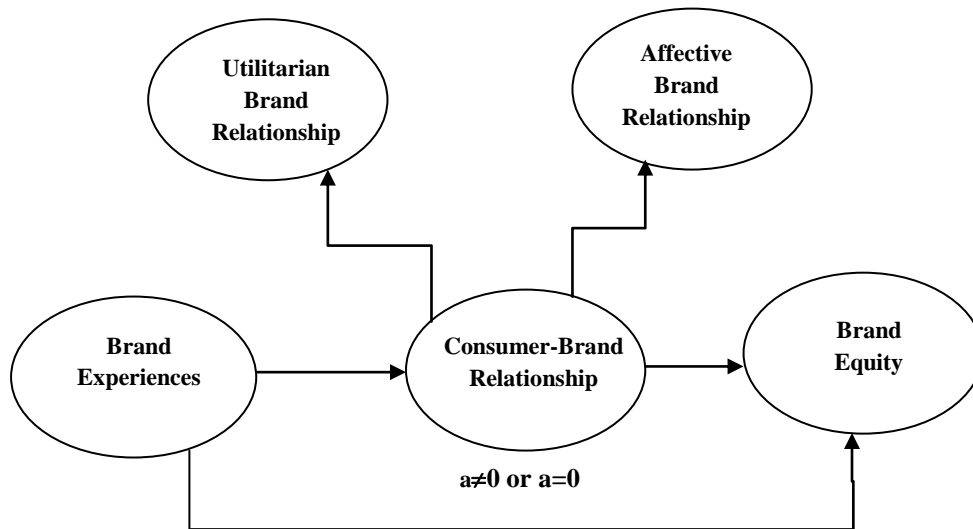 Utilitarian
Brand
Relationship
Affective
Brand
Relationship
Brand
Experiences
Consumer-Brand
Relationship
Brand
Equity
a≠0 or a=0